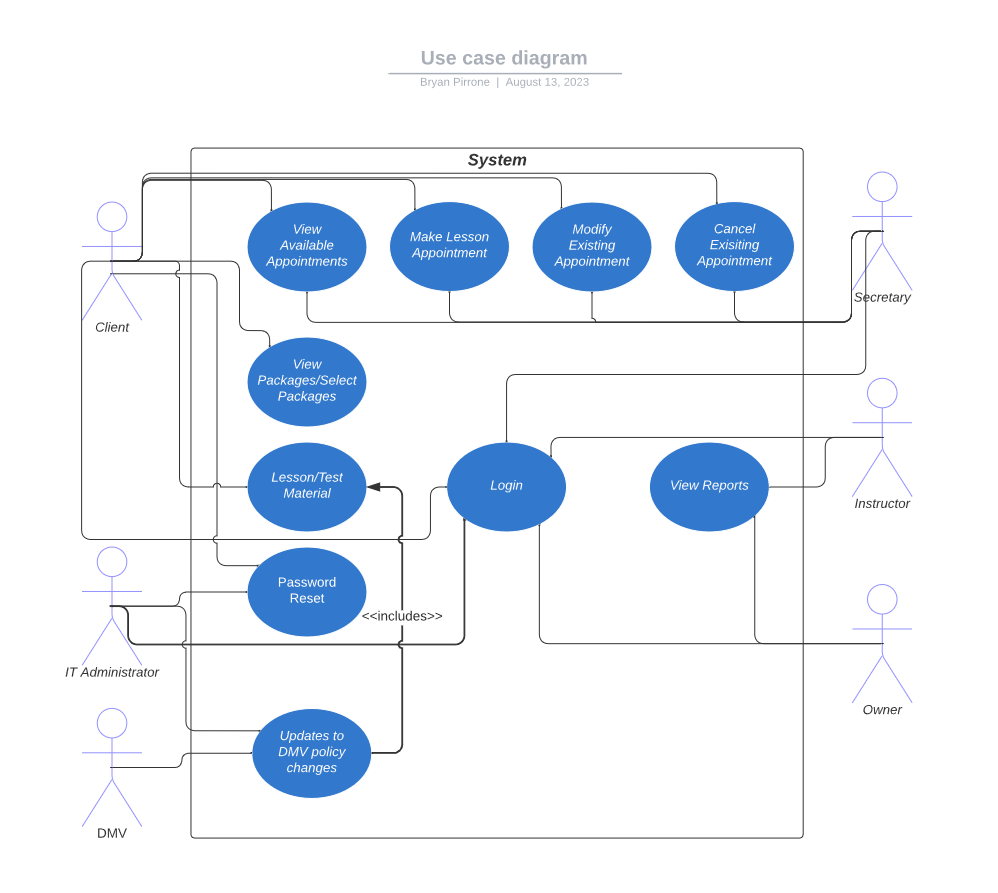 Use case diagram
Bryan Pirrone | August 13, 2023
System
View
Available
Appointments
Make Lesson
Appointment
Modify
Existing
Appointment
Cancel
Exisiting
Appointment
Client
Secretary
View
Packages/Select
Packages
Lesson/Test
Material
Login
View Reports
Instructor
Password
Reset
<<includes>>
IT Administrator
Owner
Updates to
DMV policy
changes
DMV